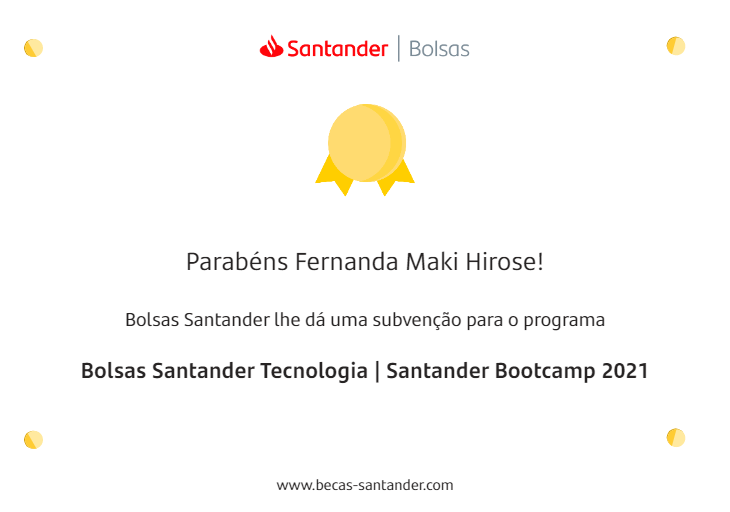 Santander | Bolsas
Parabéns Fernanda Maki Hirose!
Bolsas Santander lhe dá uma subvenção para o programa
Bolsas Santander Tecnologia | Santander Bootcamp 2021
www.becas-santander.com